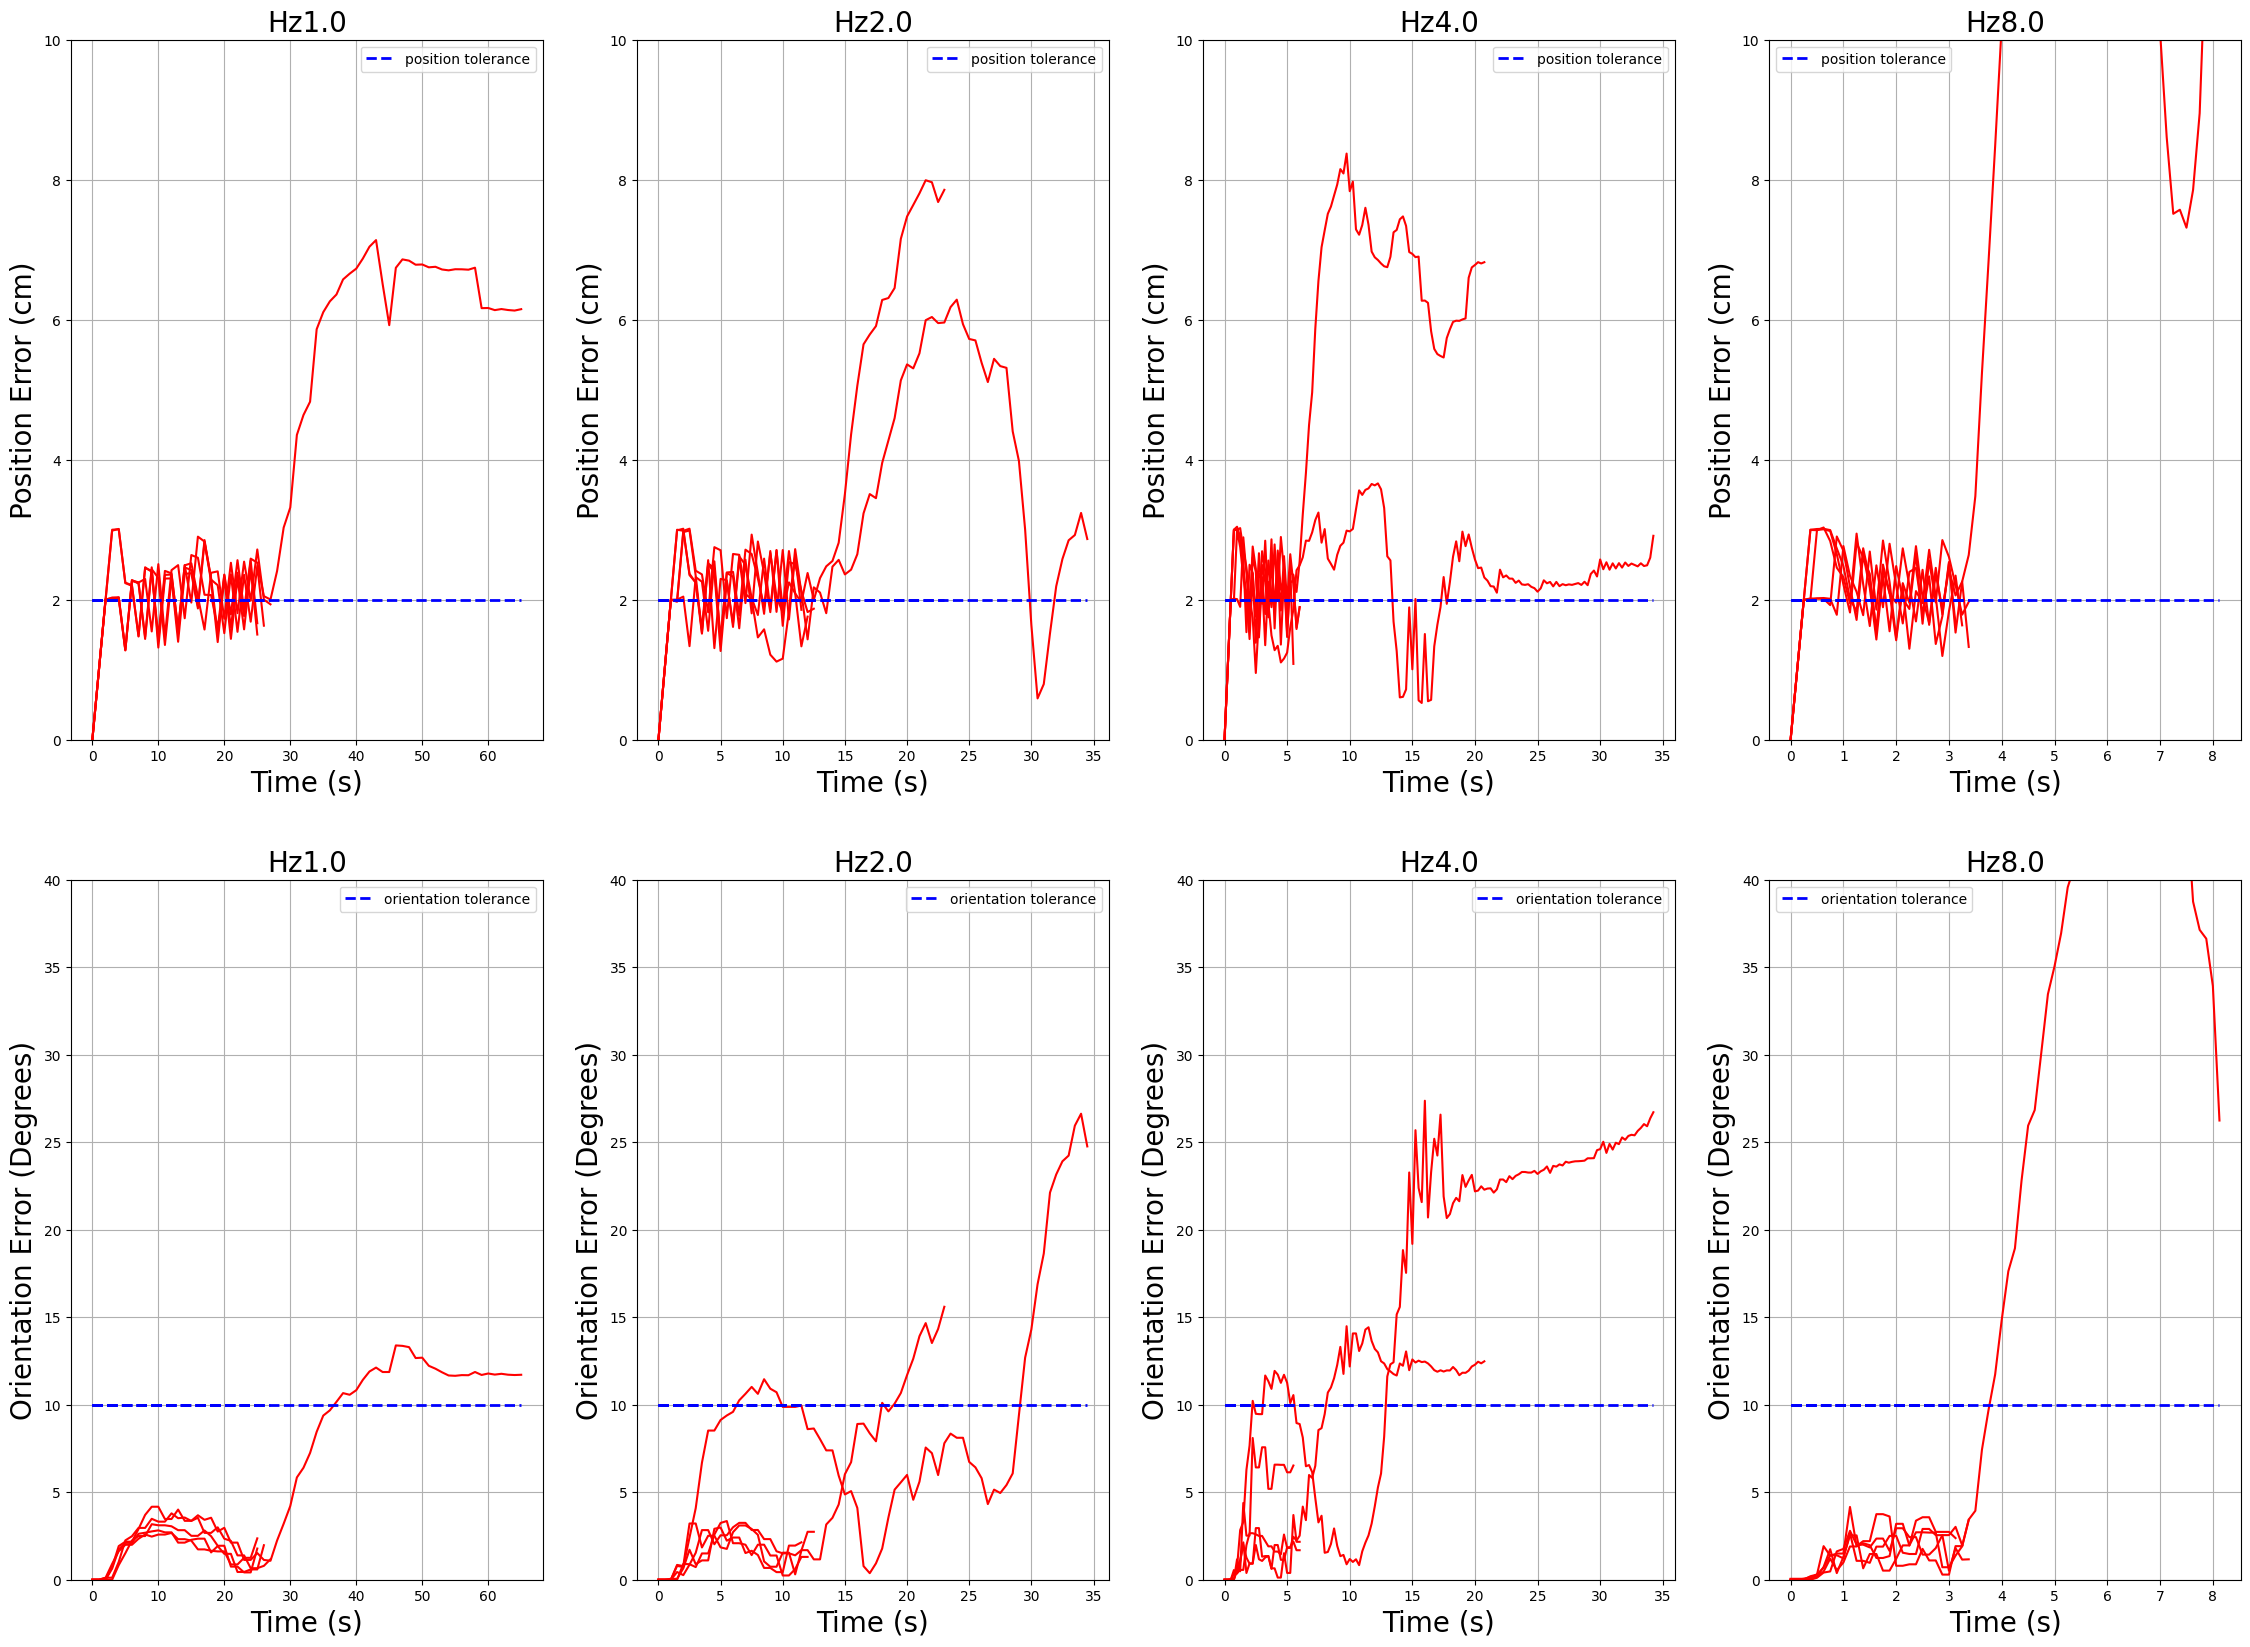 Hz1.0
position tolerance
Position Error (cm)
10
8
6
4
2
0
0 10 20 30 40 50 60
Time (s)
Hz2.0
position tolerance
Position Error (cm)
10
8
6
4
2
0
0 5 10 15 20 25 30 35
Time (s)
Hz4.0
position tolerance
Position Error (cm)
10
8
6
4
2
0
0 5 10 15 20 25 30 35
Time (s)
Hz8.0
position tolerance
Position Error (cm)
10
8
6
4
2
0
0 1 2 3 4 5 6 7 8
Time (s)
Hz1.0
orientation tolerance
Orientation Error (Degrees)
40
35
30
25
20
15
10
5
0
0 10 20 30 40 50 60
Time (s)
Hz2.0
orientation tolerance
Orientation Error (Degrees)
40
35
30
25
20
15
10
5
0
0 5 10 15 20 25 30 35
Time (s)
Hz4.0
orientation tolerance
Orientation Error (Degrees)
40
35
30
25
20
15
10
5
0
0 5 10 15 20 25 30 35
Time (s)
Hz8.0
orientation tolerance
Orientation Error (Degrees)
40
35
30
25
20
15
10
5
0
0 1 2 3 4 5 6 7 8
Time (s)